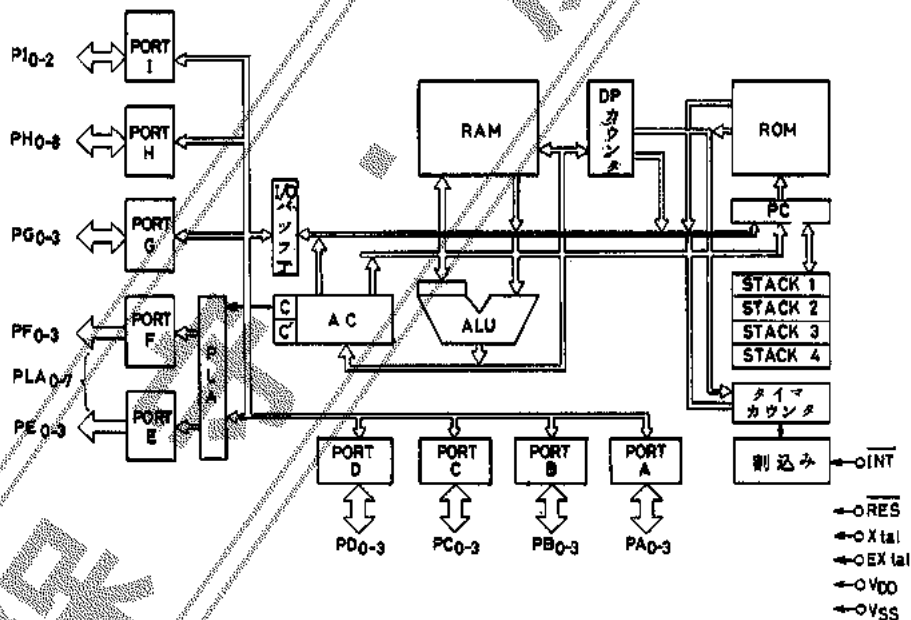 PI0-2
PORT I
PH0-8
PORT H
PG0-3
PORT G
PF0-3
PORT F
PLA0-7
PE0-3
PORT E
PLA
I/Oバッファ
C
C'
AC
RAM
ALU
DPカウンタ
ROM
PC
STACK 1
STACK 2
STACK 3
STACK 4
タイマ
カウンタ
割込み
INT
PORT D
PORT C
PORT B
PORT A
PD0-3
PC0-3
PB0-3
PA0-3
RES
Xtal
EXtal
VDD
VSS